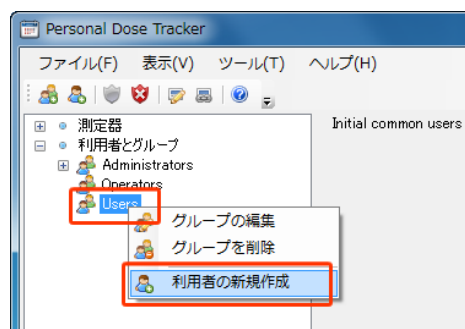 Personal Dose Tracker
ファイル(F) 表示(V) ツール(T) ヘルプ(H)
測定器
Initial common users
利用者とグループ
Administrators
Operators
Users
グループの編集
グループを削除
利用者の新規作成